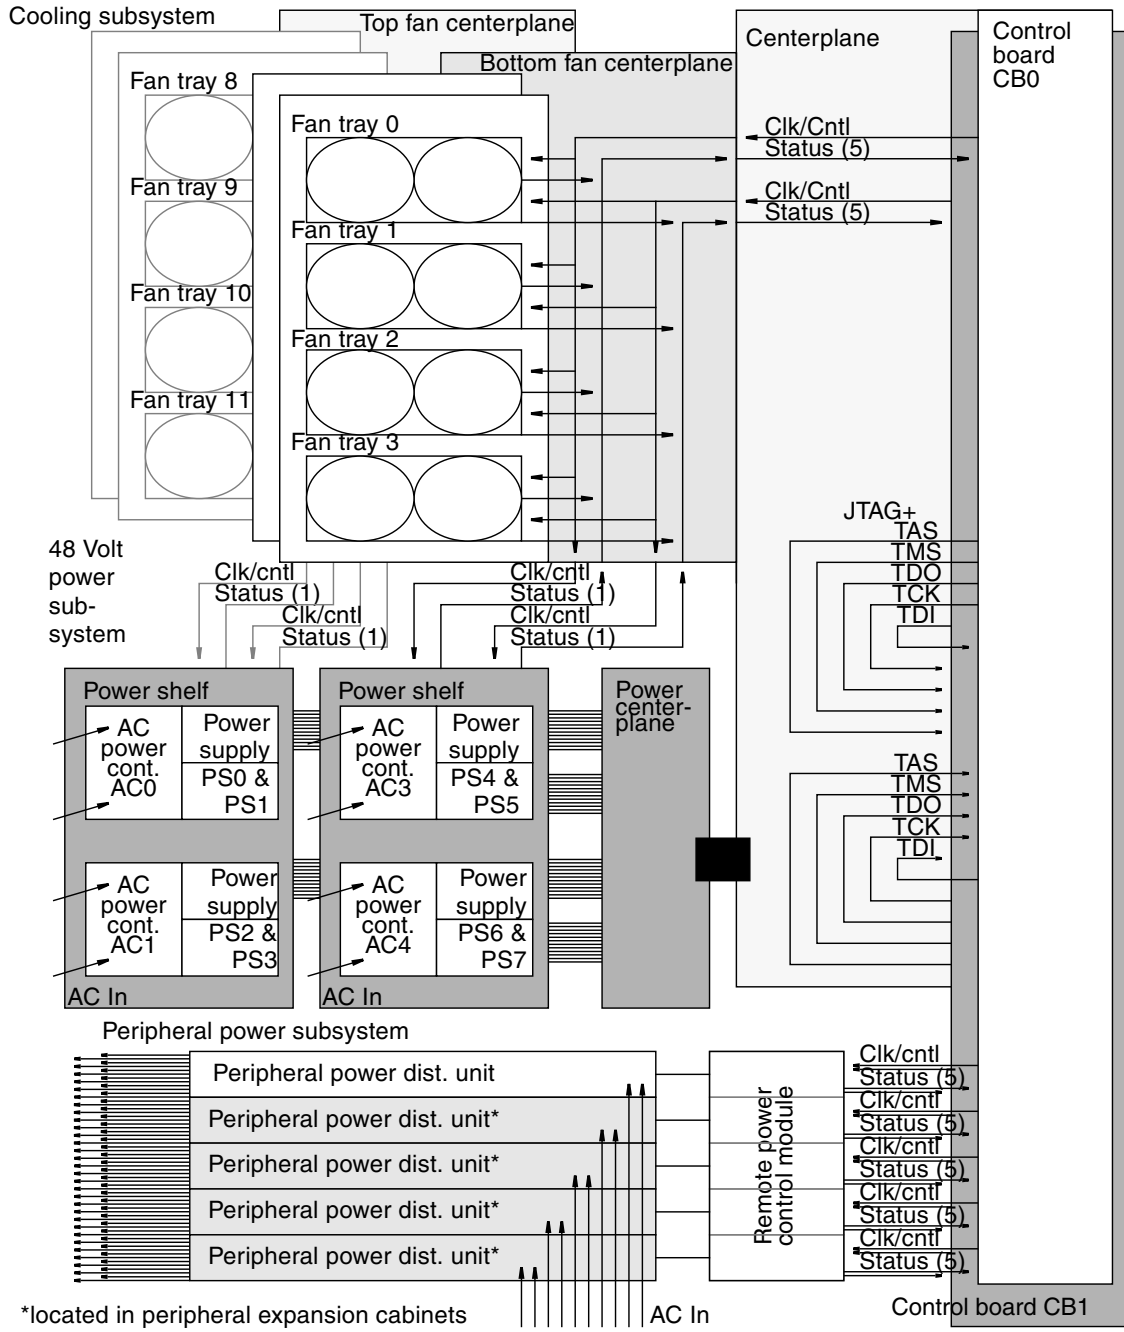 Cooling subsystem
Top fan centerplane
Bottom fan centerplane
Centerplane
Control
board
CB0
Fan tray 8
Fan tray 9
Fan tray 10
Fan tray 11
Fan tray 0
Fan tray 1
Fan tray 2
Fan tray 3
Clk/Cntl
Status (5)
Clk/Cntl
Status (5)
JTAG+
TAS
TMS
TDO
TCK
TDI
48 Volt
power
sub-
system
Clk/cntl
Status (1)
Clk/cntl
Status (1)
Clk/cntl
Status (1)
Clk/cntl
Status (1)
Power shelf
AC
power
cont.
AC0
Power
supply
PS0 &
PS1
AC
power
cont.
AC1
Power
supply
PS2 &
PS3
AC In
Power shelf
AC
power
cont.
AC3
Power
supply
PS4 &
PS5
AC
power
cont.
AC4
Power
supply
PS6 &
PS7
AC In
Power
center-
plane
TAS
TMS
TDO
TCK
TDI
Peripheral power subsystem
Peripheral power dist. unit
Peripheral power dist. unit*
Peripheral power dist. unit*
Peripheral power dist. unit*
Peripheral power dist. unit*
Remote power
control module
Clk/cntl
Status (5)
Clk/cntl
Status (5)
Clk/cntl
Status (5)
Clk/cntl
Status (5)
Clk/cntl
Status (5)
*located in peripheral expansion cabinets
AC In
Control board CB1